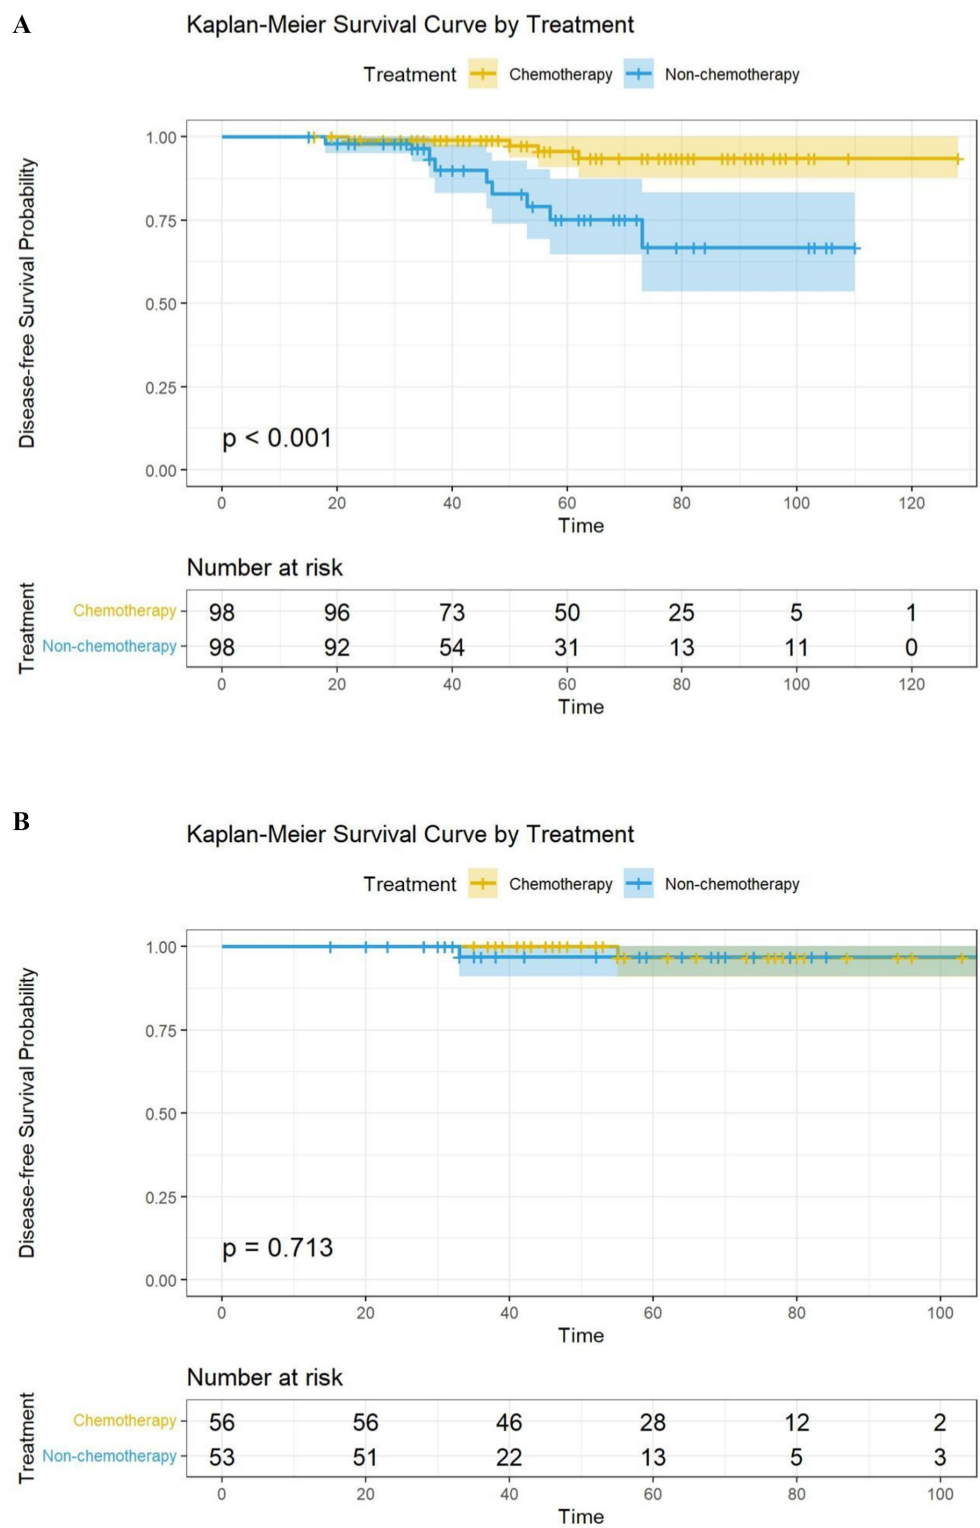 A
Kaplan-Meier Survival Curve by Treatment
Treatment Chemotherapy Non-chemotherapy
Disease-free Survival Probability
1.00
0.75
0.50
0.25
0.00
p < 0.001
0 20 40 60 80 100 120
Time
Number at risk
Treatment
Chemotherapy 98 96 73 50 25 5 1
Non-chemotherapy 98 92 54 31 13 11 0
0 20 40 60 80 100 120
Time
B
Kaplan-Meier Survival Curve by Treatment
Treatment Chemotherapy Non-chemotherapy
Disease-free Survival Probability
1.00
0.75
0.50
0.25
0.00
p = 0.713
0 20 40 60 80 100
Time
Number at risk
Treatment
Chemotherapy 56 56 46 28 12 2
Non-chemotherapy 53 51 22 13 5 3
0 20 40 60 80 100
Time